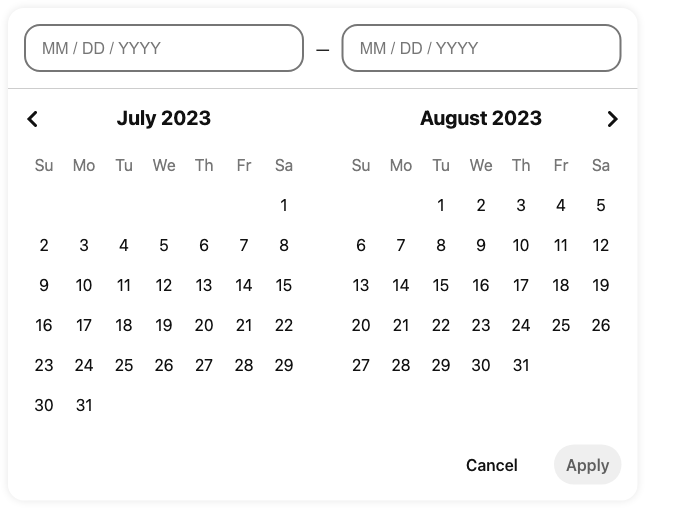 MM / DD / YYYY – MM / DD / YYYY
July 2023 August 2023
Su Mo Tu We Th Fr Sa Su Mo Tu We Th Fr Sa
1 1 2 3 4 5
2 3 4 5 6 7 8 6 7 8 9 10 11 12
9 10 11 12 13 14 15 13 14 15 16 17 18 19
16 17 18 19 20 21 22 20 21 22 23 24 25 26
23 24 25 26 27 28 29 27 28 29 30 31
30 31
Cancel Apply